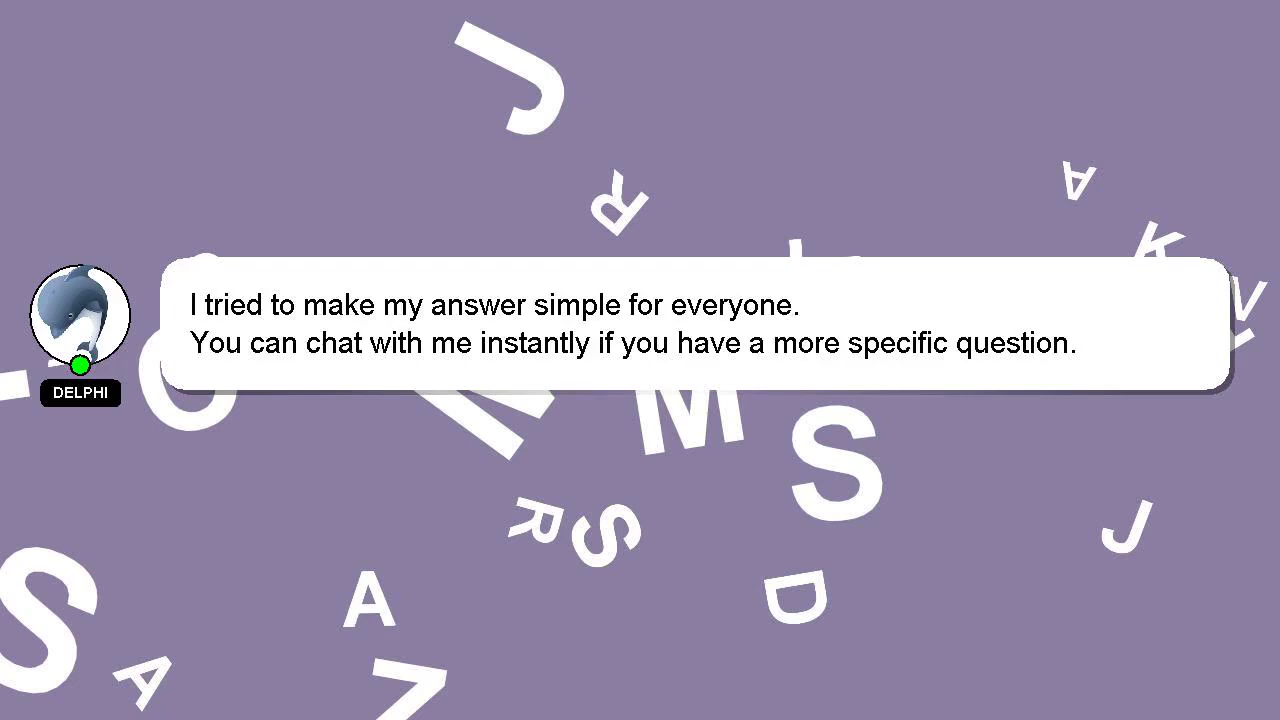 J
R
A
K
I tried to make my answer simple for everyone.
You can chat with me instantly if you have a more specific question.
DELPHI
M
S
R
S
J
A
D
S
A
Z